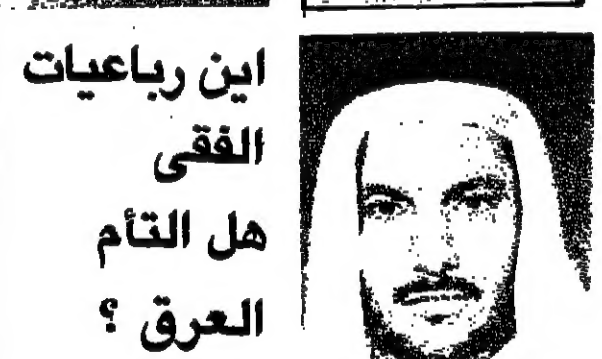 اين رباعيات
الفقى
هل التأم
العرق ؟